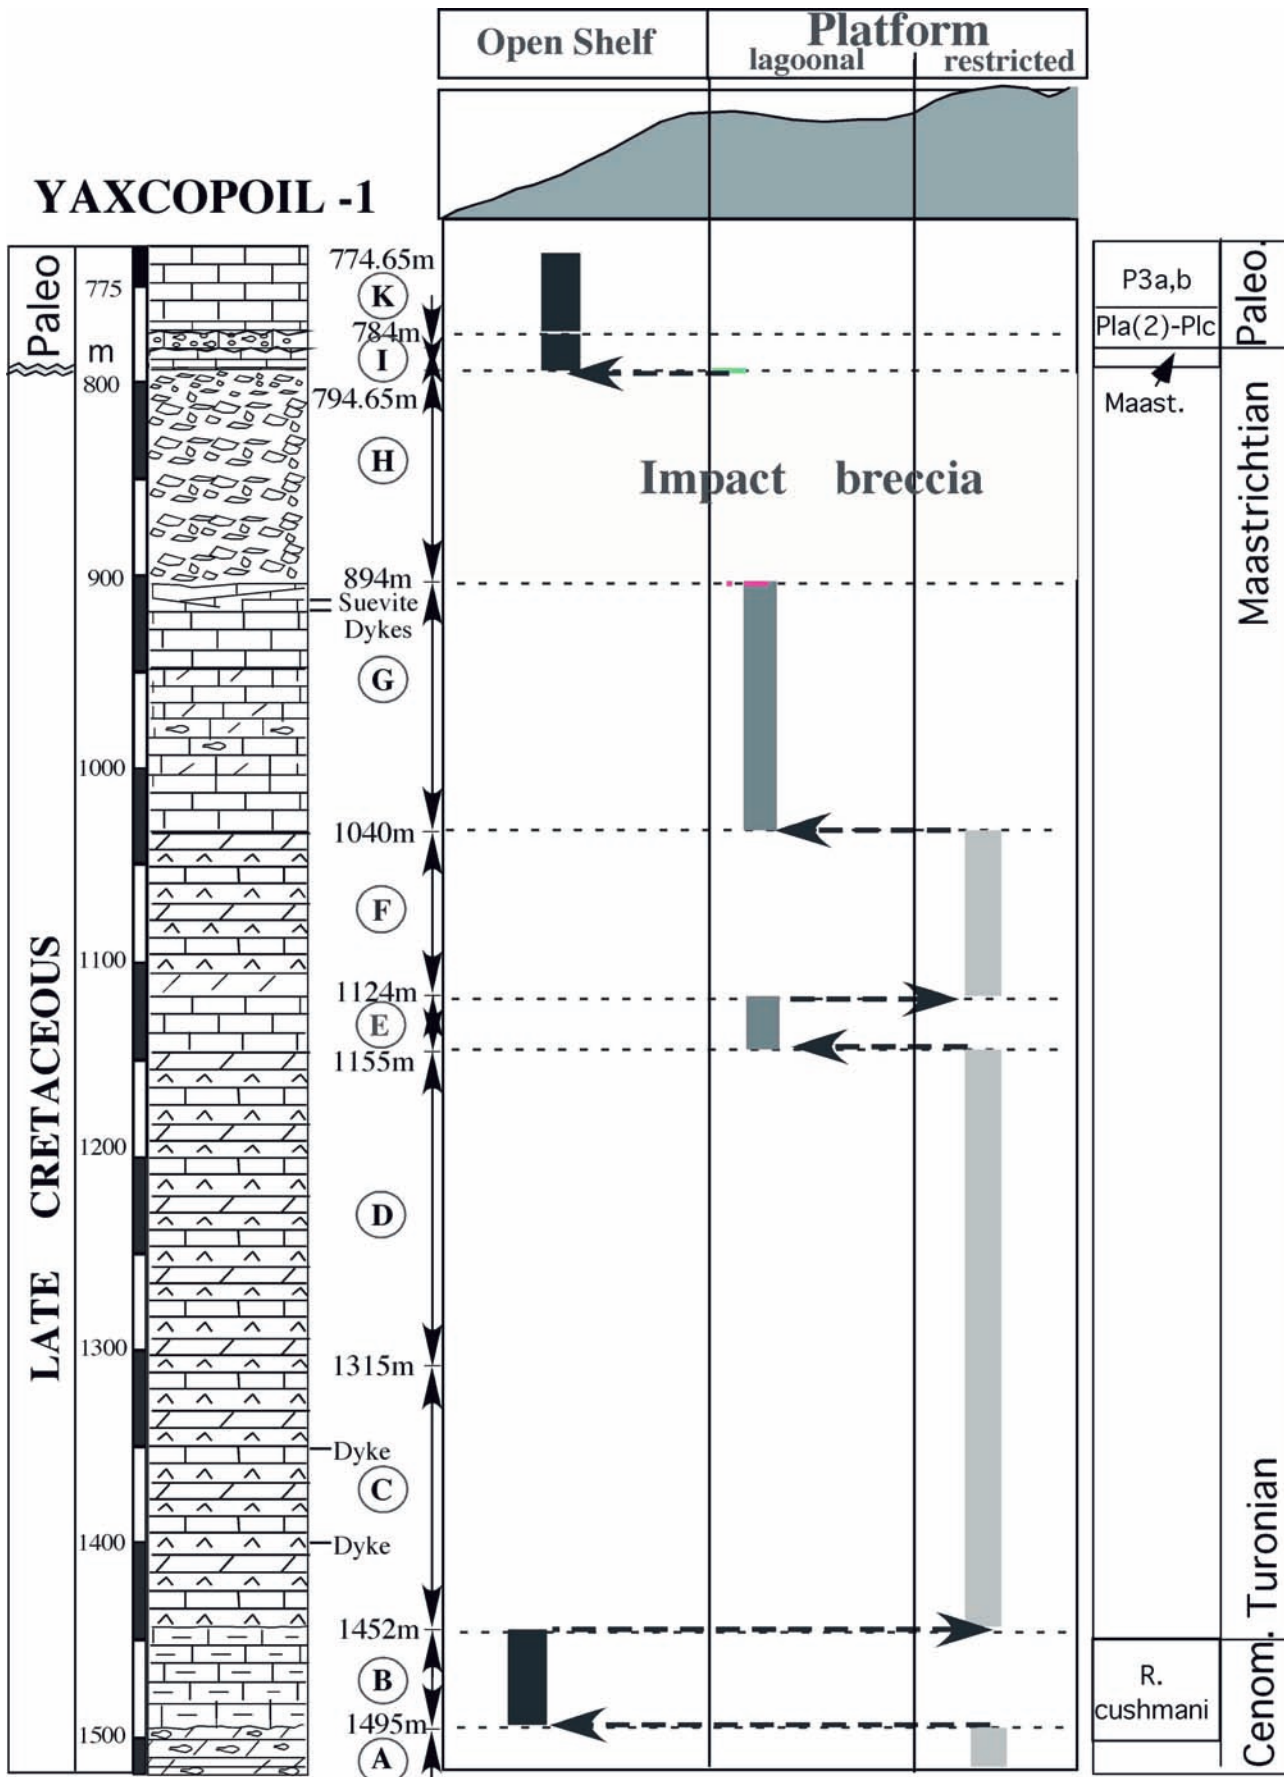 Open Shelf
Platform
lagoonal
restricted
YAXCOPOIL -1
Paleo
775
m
800
900
1000
1100
1200
1300
1400
1500
LATE CRETACEOUS
774.65m
K
784m
I
794.65m
H
894m
Suevite
Dykes
G
1040m
F
1124m
E
1155m
D
1315m
Dyke
C
Dyke
1452m
B
1495m
A
Impact breccia
P3a,b
Pla(2)-Plc
Maast.
R.
cushmani
Paleo.
Maastrichtian
Turonian
Cenom.